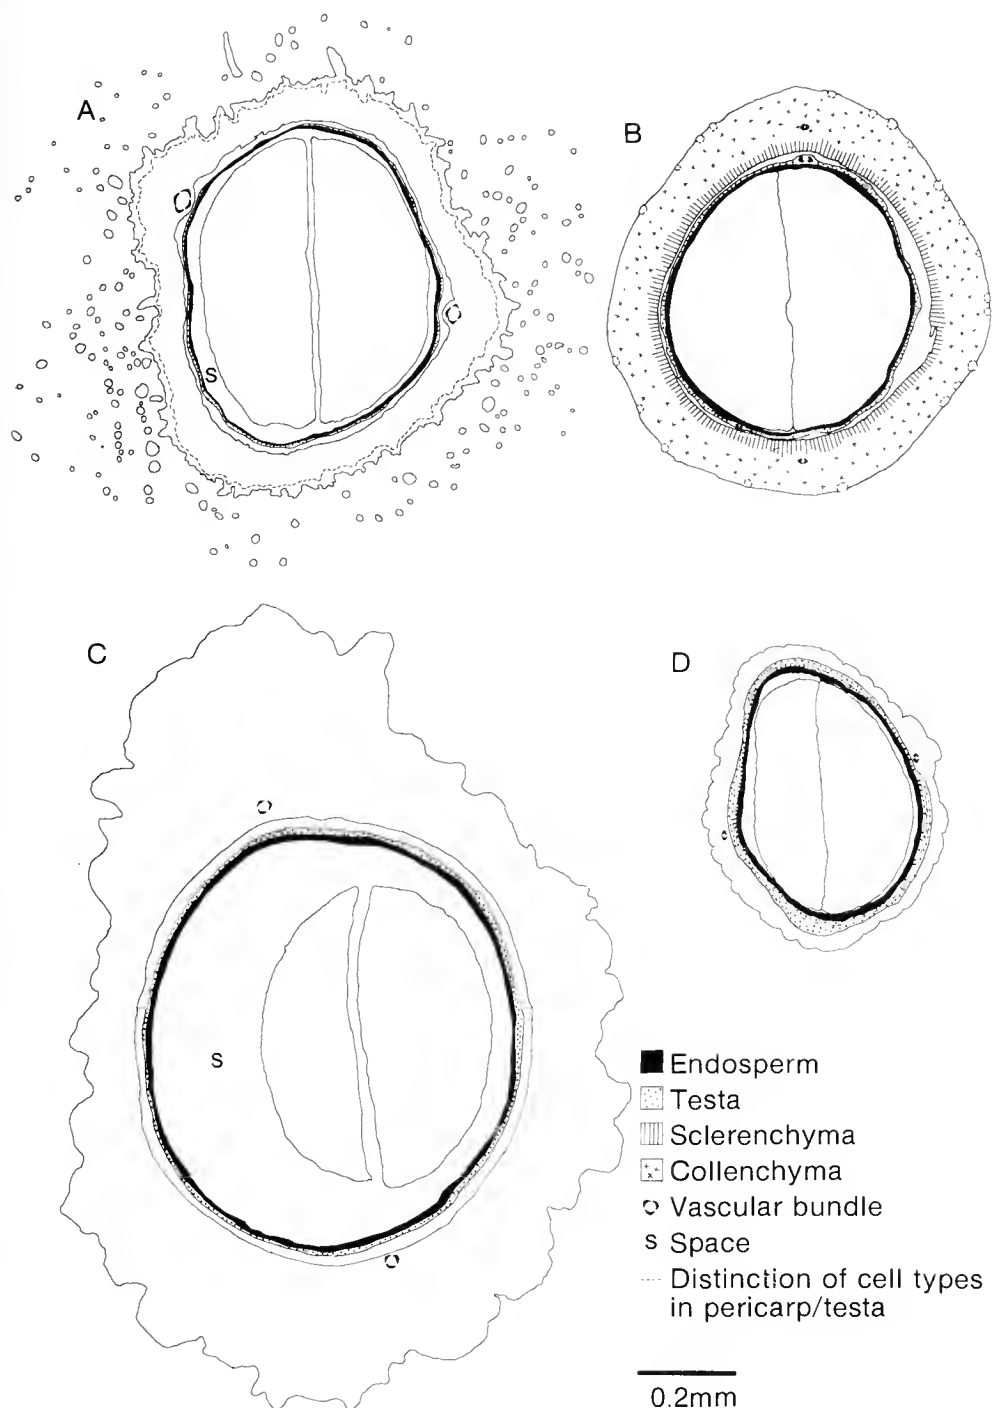 A
B
S
C
D
S
Endosperm
Testa
Sclerenchyma
Collenchyma
Vascular bundle
S Space
Distinction of cell types
in pericarp/testa
0.2mm